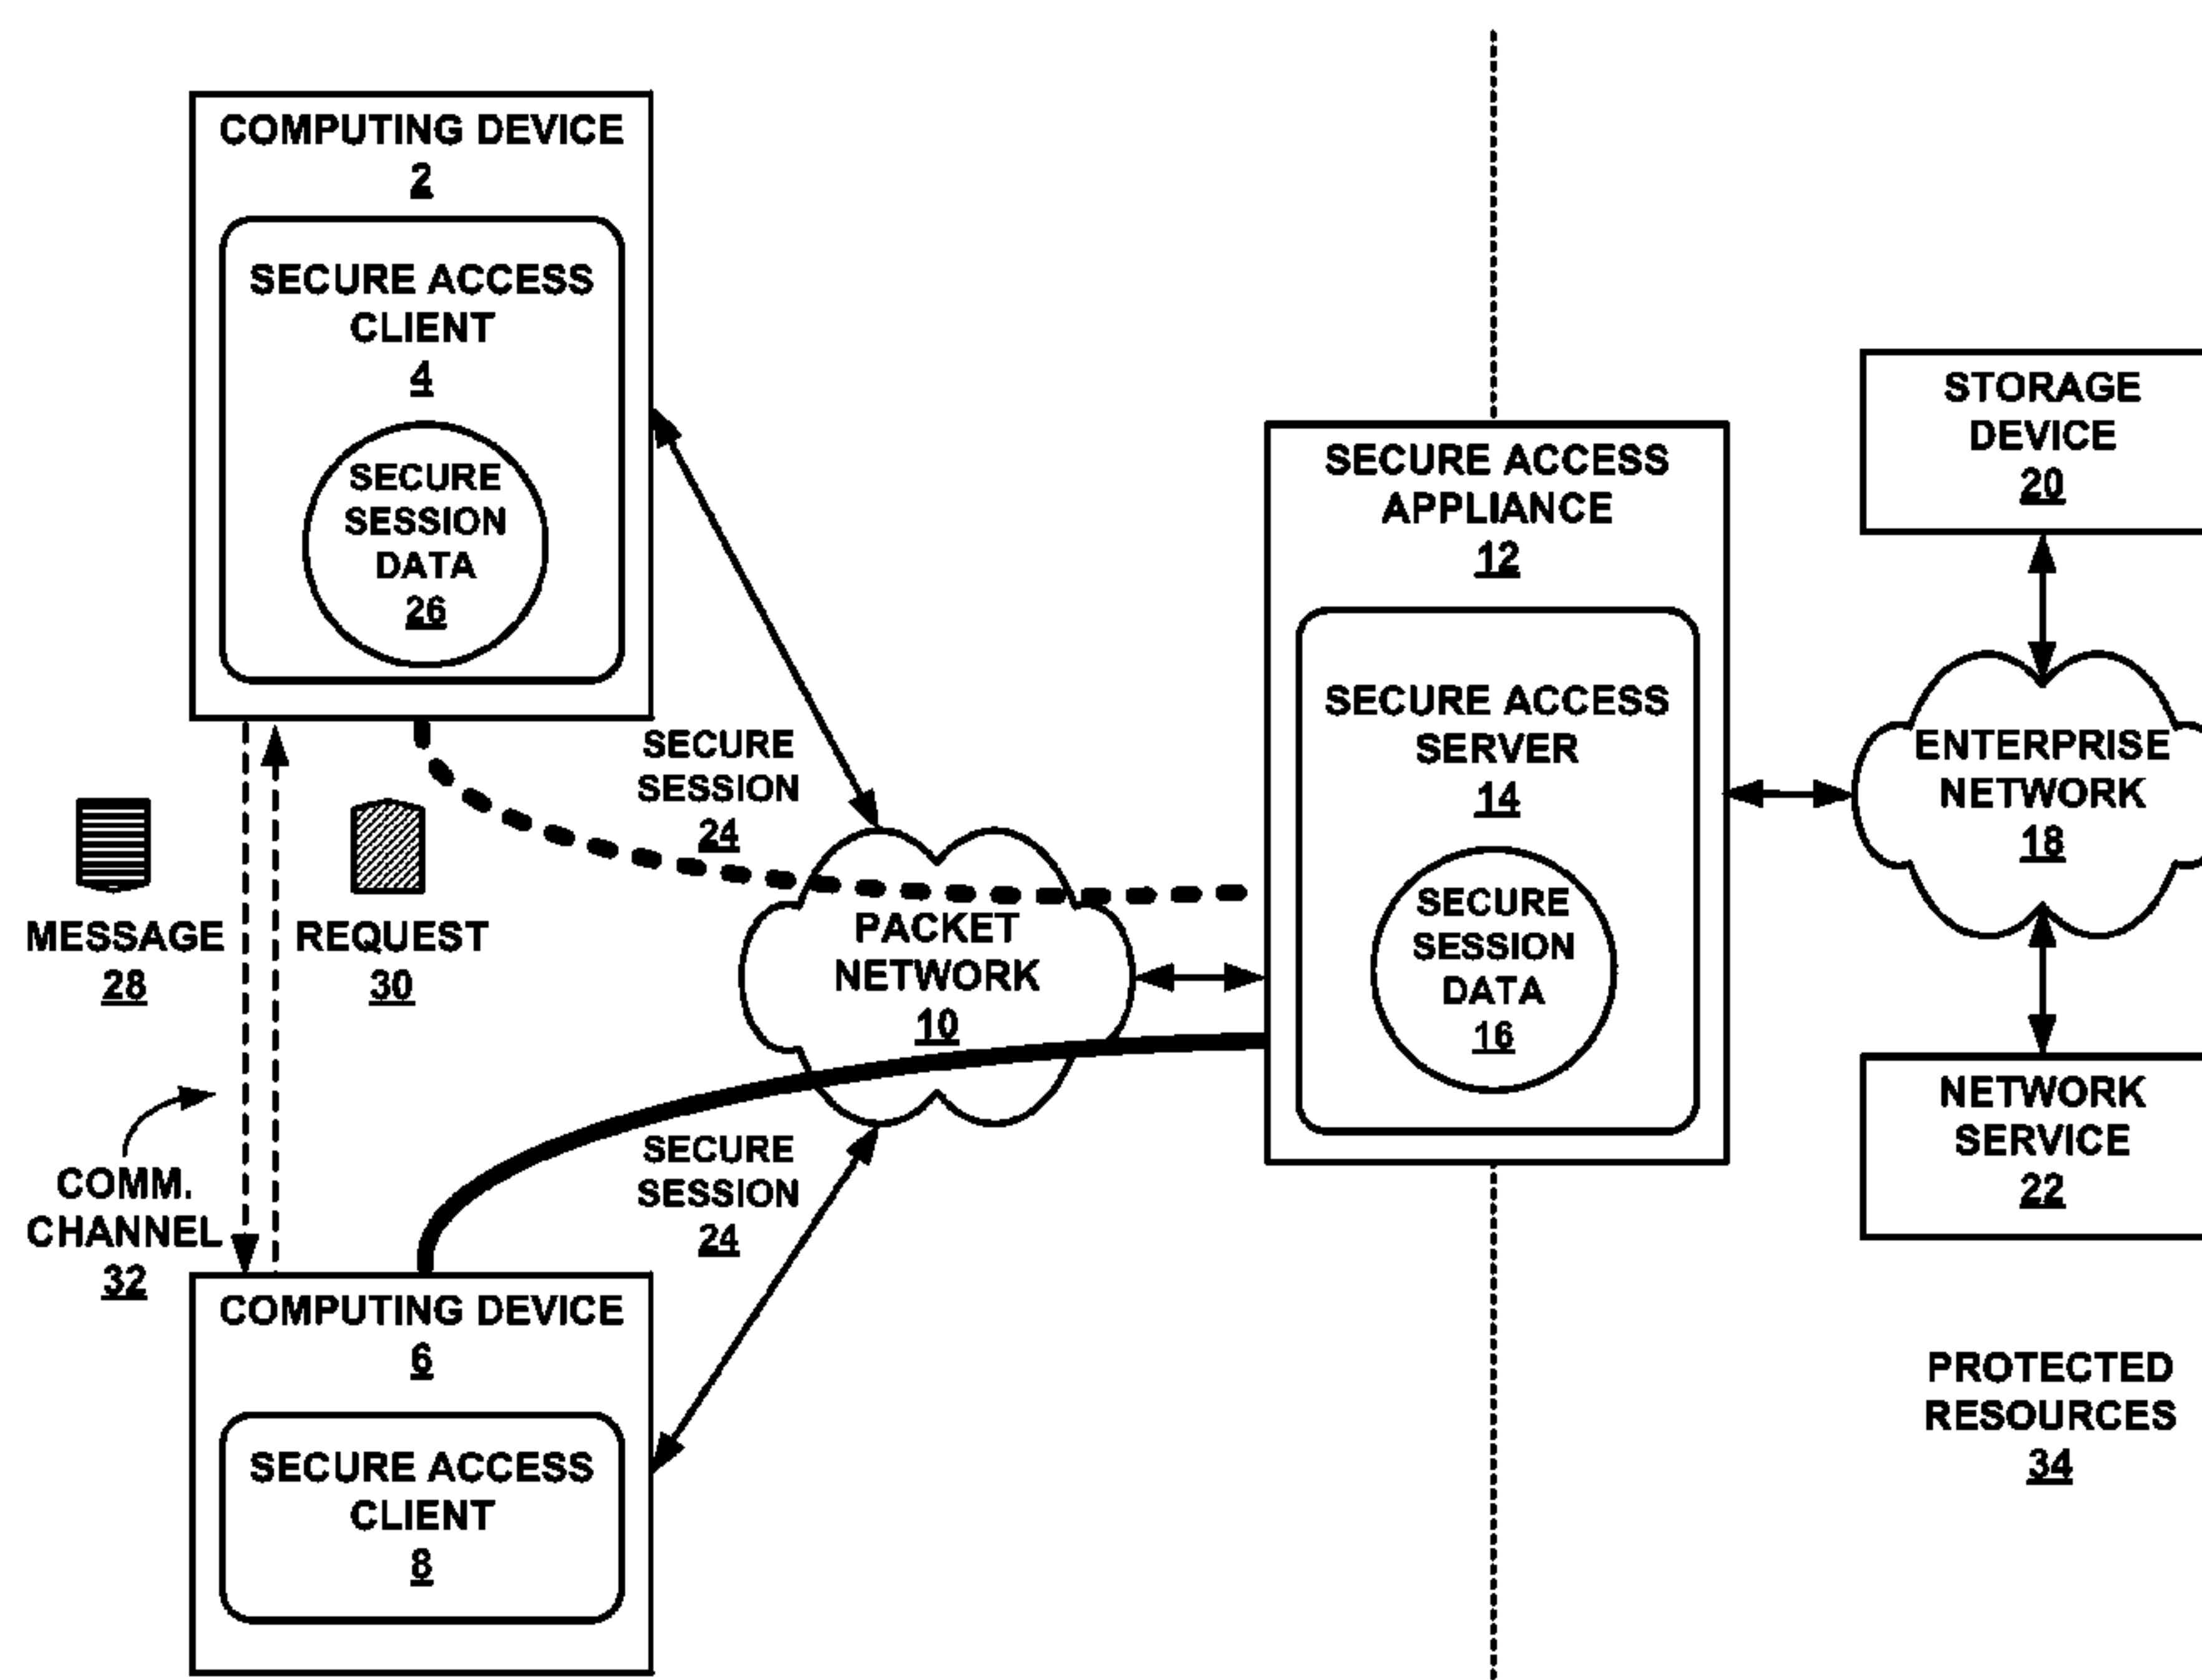 COMPUTING DEVICE
2
SECURE ACCESS
CLIENT
4
SECURE
SESSION
DATA
26
SECURE
SESSION
24
MESSAGE
28
REQUEST
30
COMM.
CHANNEL
32
COMPUTING DEVICE
6
SECURE ACCESS
CLIENT
8
PACKET
NETWORK
10
SECURE
SESSION
24
SECURE ACCESS
APPLIANCE
12
SECURE ACCESS
SERVER
14
SECURE
SESSION
DATA
16
STORAGE
DEVICE
20
ENTERPRISE
NETWORK
18
NETWORK
SERVICE
22
PROTECTED
RESOURCES
34